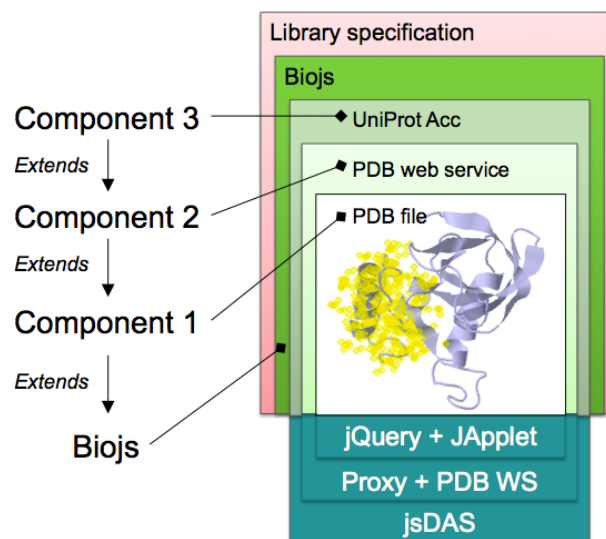 Library specification
Biojs
Component 3
UniProt Acc
Extends
PDB web service
Component 2
PDB file
Extends
Component 1
Extends
Biojs
jQuery + JApplet
Proxy + PDB WS
jsDAS